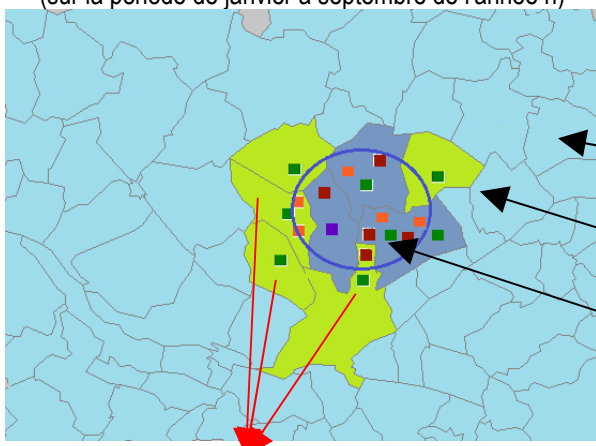 (sur la période de janvier à septembre de l'année n)